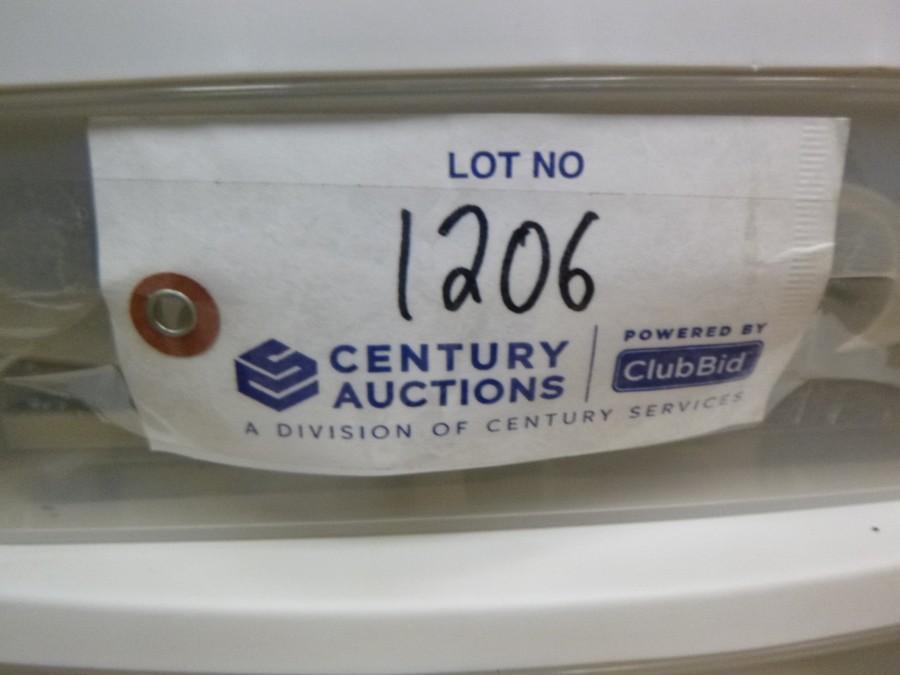 LOT NO
1206
CENTURY AUCTIONS
POWERED BY ClubBid
A DIVISION OF CENTURY SERVICES